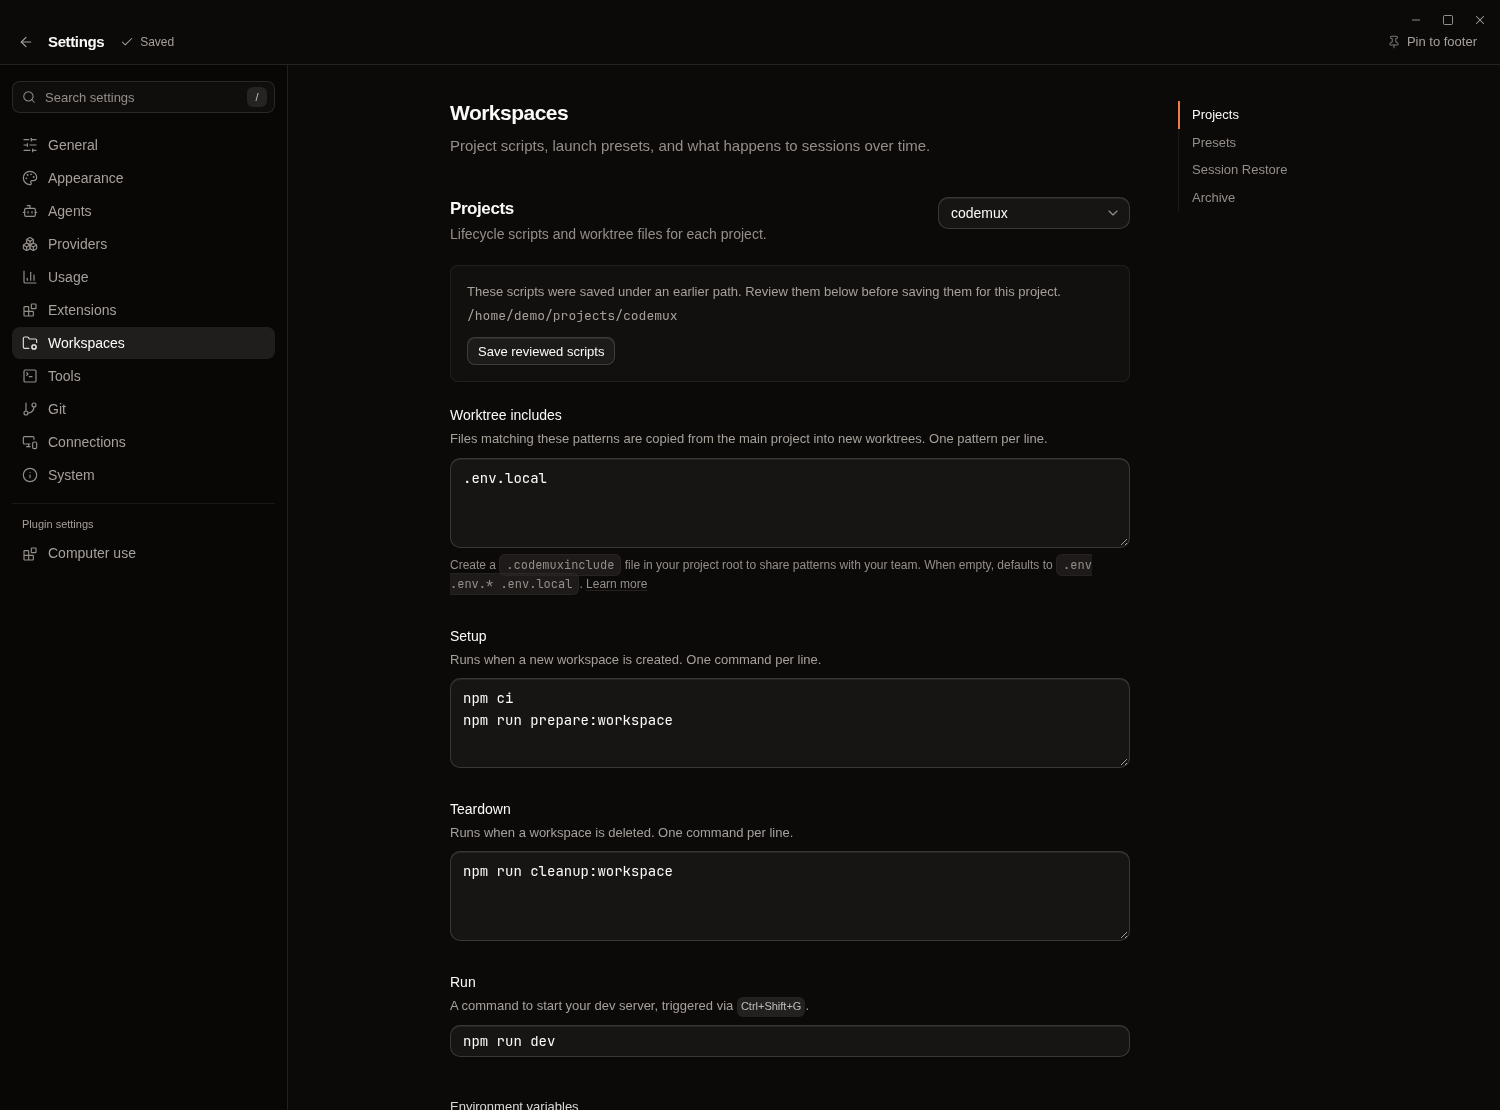 Settings
Saved
Pin to footer
Search settings
/
General
Appearance
Agents
Providers
Usage
Extensions
Workspaces
Tools
Git
Connections
System
Plugin settings
Computer use
Workspaces
Project scripts, launch presets, and what happens to sessions over time.
Projects
Lifecycle scripts and worktree files for each project.
codemux
These scripts were saved under an earlier path. Review them below before saving them for this project.
/home/demo/projects/codemux
Save reviewed scripts
Worktree includes
Files matching these patterns are copied from the main project into new worktrees. One pattern per line.
.env.local
Create a .codemuxinclude file in your project root to share patterns with your team. When empty, defaults to .env
.env.* .env.local. Learn more
Setup
Runs when a new workspace is created. One command per line.
npm ci
npm run prepare:workspace
Teardown
Runs when a workspace is deleted. One command per line.
npm run cleanup:workspace
Run
A command to start your dev server, triggered via Ctrl+Shift+G.
npm run dev
Environment variables
Projects
Presets
Session Restore
Archive